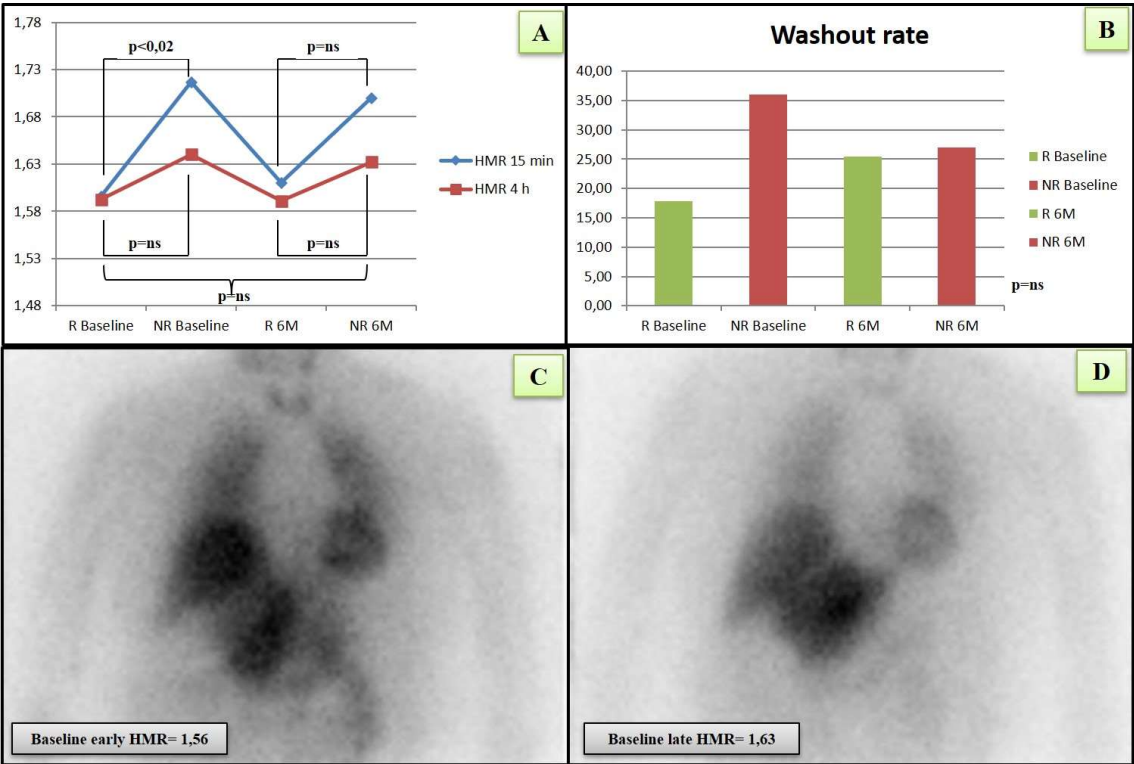 A
1,78
1,73
1,68
1,63
1,58
1,53
1,48
p<0,02
p=ns
p=ns
p=ns
p=ns
R Baseline
NR Baseline
R 6M
NR 6M
HMR 15 min
HMR 4 h
B
Washout rate
40,00
35,00
30,00
25,00
20,00
15,00
10,00
5,00
0,00
R Baseline
NR Baseline
R 6M
NR 6M
R Baseline
NR Baseline
R 6M
NR 6M
p=ns
C
Baseline early HMR= 1,56
D
Baseline late HMR= 1,63